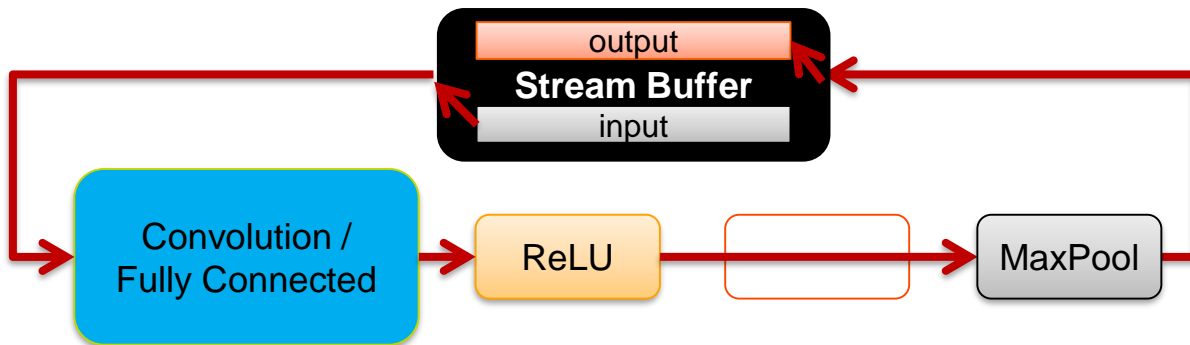 output
Stream Buffer
input
Convolution /
Fully Connected
ReLU
MaxPool